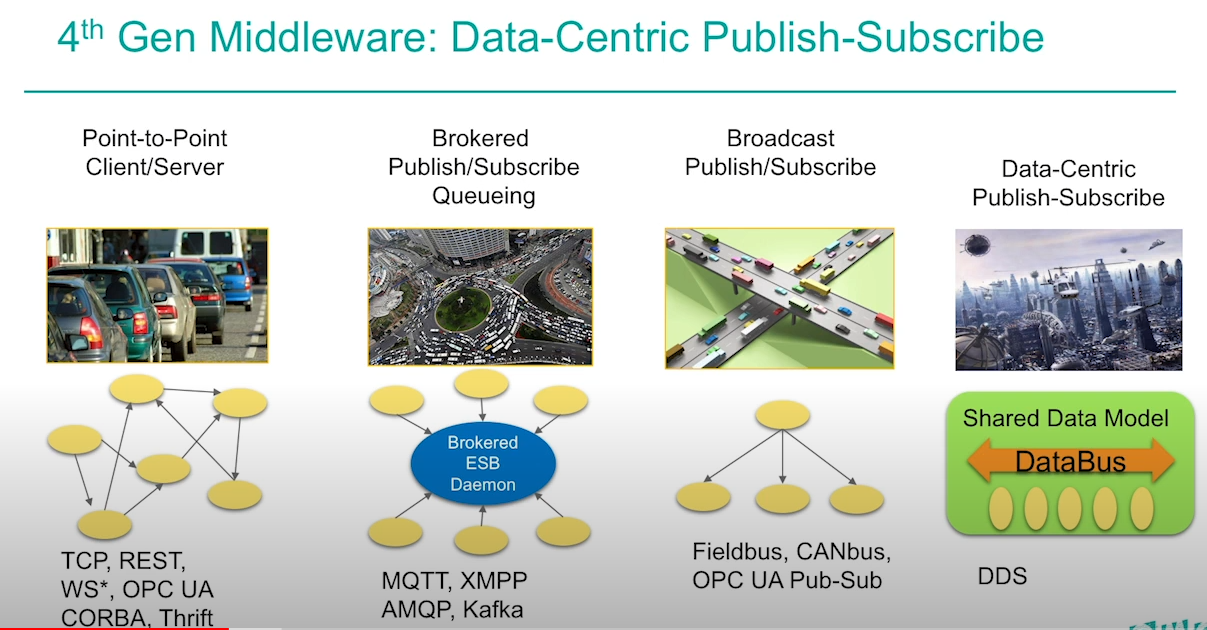 4th Gen Middleware: Data-Centric Publish-Subscribe
Point-to-Point
Client/Server
Brokered
Publish/Subscribe
Queueing
Broadcast
Publish/Subscribe
Data-Centric
Publish-Subscribe
Brokered
ESB
Daemon
Shared Data Model
DataBus
TCP, REST,
WS*, OPC UA
CORBA, Thrift
MQTT, XMPP
AMQP, Kafka
Fieldbus, CANbus,
OPC UA Pub-Sub
DDS